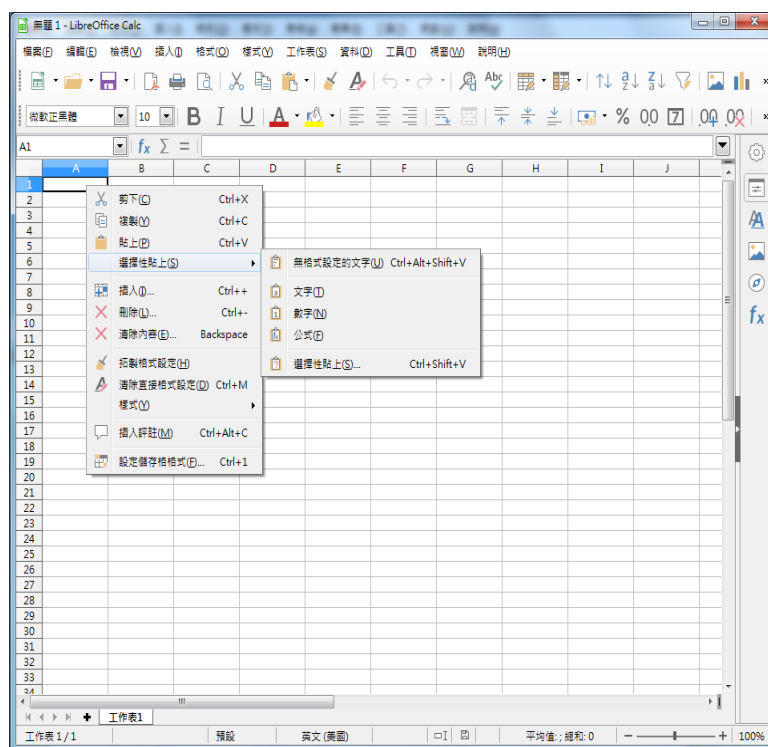 無題 1 - LibreOffice Calc
檔案(F) 編輯(E) 檢視(V) 插入(I) 格式(O) 樣式(Y) 工作表(S) 資料(D) 工具(T) 視窗(W) 說明(H)
微軟正黑體 10
A1
A B C D E F G H I J
1
2
3
4
5
6
7
8
9
10
11
12
13
14
15
16
17
18
19
20
21
22
23
24
25
26
27
28
29
30
31
32
33
34
剪下(C) Ctrl+X
複製(Y) Ctrl+C
貼上(P) Ctrl+V
選擇性貼上(S)
插入(I)... Ctrl++
刪除(L)... Ctrl+-
清除內容(E)... Backspace
拓製格式設定(H)
清除直接格式設定(D) Ctrl+M
樣式(Y)
插入評註(M) Ctrl+Alt+C
設定儲存格格式(F)... Ctrl+1
無格式設定的文字(U) Ctrl+Alt+Shift+V
文字(T)
數字(N)
公式(F)
選擇性貼上(S)... Ctrl+Shift+V
工作表1
工作表 1 / 1 預設 英文 (美國) 平均值: ; 總和: 0 100%